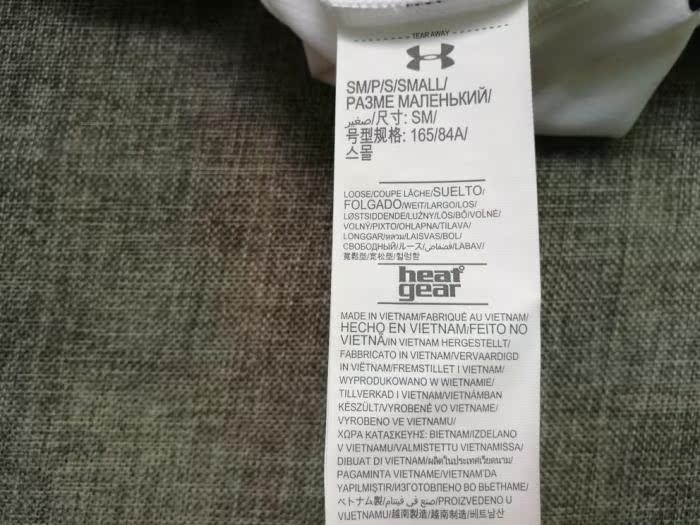 TEAR AWAY
SM/P/S/SMALL/
РАЗМЕ МАЛЕНЬКИЙ/
صغير/尺寸: SM/
号型规格: 165/84A/
스몰
LOOSE/COUPE LÂCHE/SUELTO/
FOLGADO/WEIT/LARGO/LOS/
LØSTSIDDENDE/LUŹNY/LÖS/BŐ/VOLNÉ/
VOĽNÝ/ΡΙΧΤΟ/OHLAPNA/TILAVA/
LONGGAR/หลวม/LAISVAS/BOL/
СВОБОДНЫЙ/ルース/فضفاض/LABAV/
寬鬆型/宽松型/헐렁함
heat
gear
MADE IN VIETNAM/FABRIQUÉ AU VIETNAM/
HECHO EN VIETNAM/FEITO NO
VIETNÃ/IN VIETNAM HERGESTELLT/
FABBRICATO IN VIETNAM/VERVAARDIGD
IN VIËTNAM/FREMSTILLET I VIETNAM/
WYPRODUKOWANO W WIETNAMIE/
TILLVERKAD I VIETNAM/VIETNÁMBAN
KÉSZÜLT/VYROBENÉ VO VIETNAME/
VYROBENO VE VIETNAMU/
ΧΩΡΑ ΚΑΤΑΣΚΕΥΗΣ: ΒΙΕΤΝΑΜ/IZDELANO
V VIETNAMU/VALMISTETTU VIETNAMISSA/
DIBUAT DI VIETNAM/ผลิตในประเทศเวียดนาม/
PAGAMINTA VIETNAME/VIETNAM'DA
YAPILMIŞTIR/ИЗГОТОВЛЕНО ВО ВЬЕТНАМЕ/
ベトナム製/صنع في فيتنام/PROIZVEDENO U
VIJETNAMU/越南製造/越南制造/베트남산